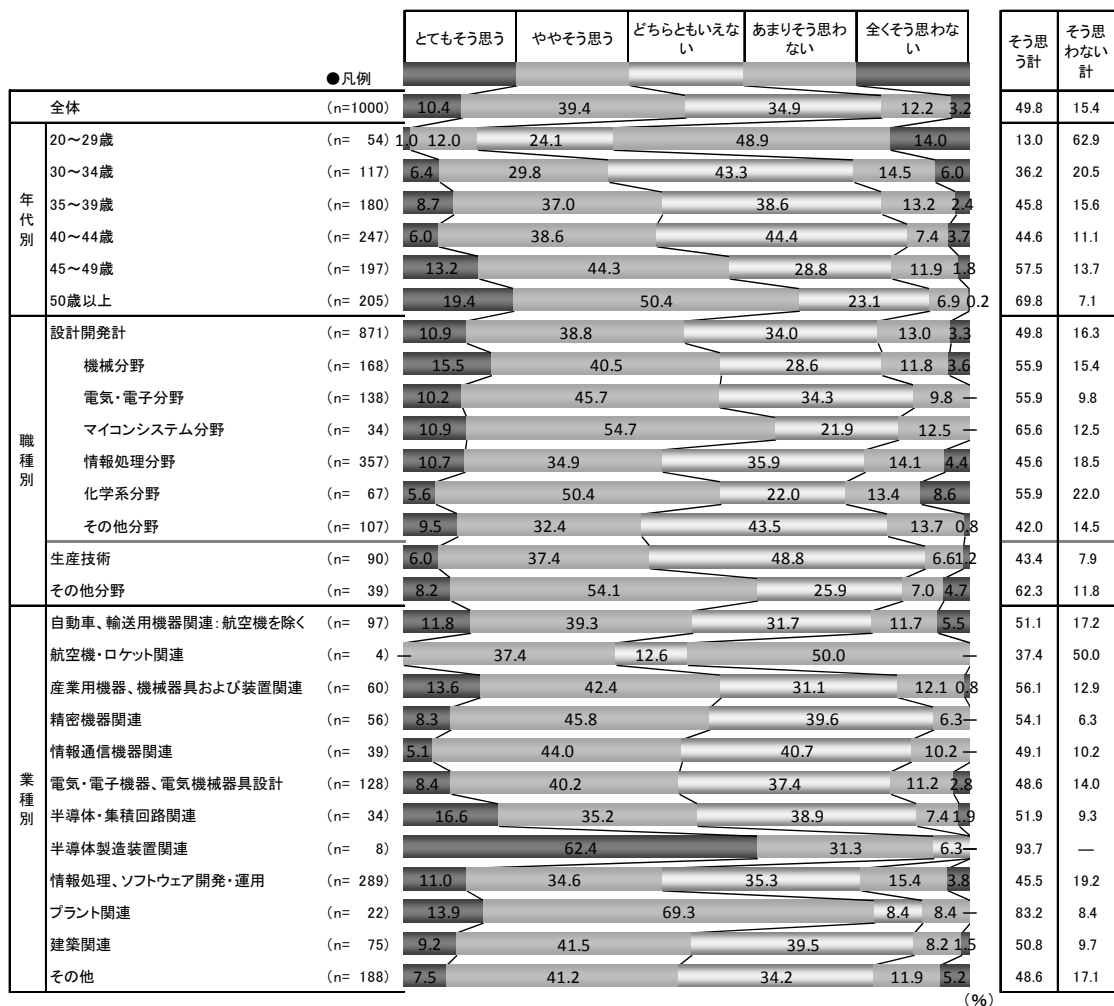 とてもそう思う ややそう思う どちらともいえない あまりそう思わない 全くそう思わない そう思う計 そう思わない計
●凡例
全体 (n=1000) 10.4 39.4 34.9 12.2 3.2 49.8 15.4
年代別
20～29歳 (n= 54) 1.0 12.0 24.1 48.9 14.0 13.0 62.9
30～34歳 (n= 117) 6.4 29.8 43.3 14.5 6.0 36.2 20.5
35～39歳 (n= 180) 8.7 37.0 38.6 13.2 2.4 45.8 15.6
40～44歳 (n= 247) 6.0 38.6 44.4 7.4 3.7 44.6 11.1
45～49歳 (n= 197) 13.2 44.3 28.8 11.9 1.8 57.5 13.7
50歳以上 (n= 205) 19.4 50.4 23.1 6.9 0.2 69.8 7.1
職種別
設計開発計 (n= 871) 10.9 38.8 34.0 13.0 3.3 49.8 16.3
機械分野 (n= 168) 15.5 40.5 28.6 11.8 3.6 55.9 15.4
電気・電子分野 (n= 138) 10.2 45.7 34.3 9.8 — 55.9 9.8
マイコンシステム分野 (n= 34) 10.9 54.7 21.9 12.5 — 65.6 12.5
情報処理分野 (n= 357) 10.7 34.9 35.9 14.1 4.4 45.6 18.5
化学系分野 (n= 67) 5.6 50.4 22.0 13.4 8.6 55.9 22.0
その他分野 (n= 107) 9.5 32.4 43.5 13.7 0.8 42.0 14.5
生産技術 (n= 90) 6.0 37.4 48.8 6.6 1.2 43.4 7.9
その他分野 (n= 39) 8.2 54.1 25.9 7.0 4.7 62.3 11.8
業種別
自動車、輸送用機器関連：航空機を除く (n= 97) 11.8 39.3 31.7 11.7 5.5 51.1 17.2
航空機・ロケット関連 (n= 4) — 37.4 12.6 50.0 — 37.4 50.0
産業用機器、機械器具および装置関連 (n= 60) 13.6 42.4 31.1 12.1 0.8 56.1 12.9
精密機器関連 (n= 56) 8.3 45.8 39.6 6.3 — 54.1 6.3
情報通信機器関連 (n= 39) 5.1 44.0 40.7 10.2 — 49.1 10.2
電気・電子機器、電気機械器具設計 (n= 128) 8.4 40.2 37.4 11.2 2.8 48.6 14.0
半導体・集積回路関連 (n= 34) 16.6 35.2 38.9 7.4 1.9 51.9 9.3
半導体製造装置関連 (n= 8) 62.4 31.3 6.3 — 93.7 —
情報処理、ソフトウェア開発・運用 (n= 289) 11.0 34.6 35.3 15.4 3.8 45.5 19.2
プラント関連 (n= 22) 13.9 69.3 8.4 8.4 — 83.2 8.4
建築関連 (n= 75) 9.2 41.5 39.5 8.2 1.5 50.8 9.7
その他 (n= 188) 7.5 41.2 34.2 11.9 5.2 48.6 17.1
(%)